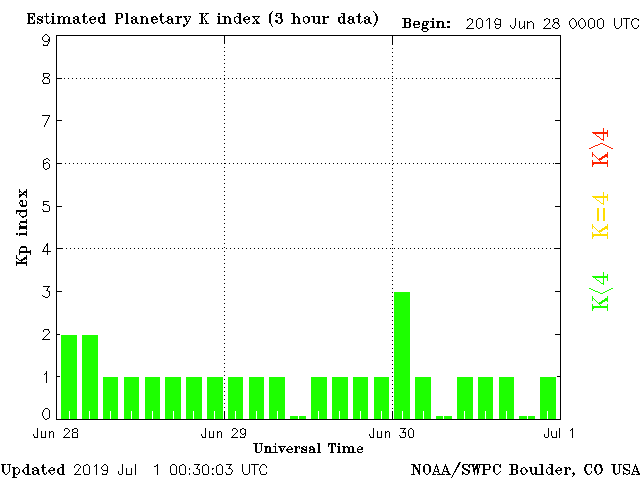 Estimated Planetary K index (3 hour data) Begin: 2019 Jun 28 0000 UTC
9
8
7
6
5
4
3
2
1
0
Kp index
K>4
K=4
K<4
Jun 28 Jun 29 Jun 30 Jul 1
Universal Time
Updated 2019 Jul 1 00:30:03 UTC NOAA/SWPC Boulder, CO USA